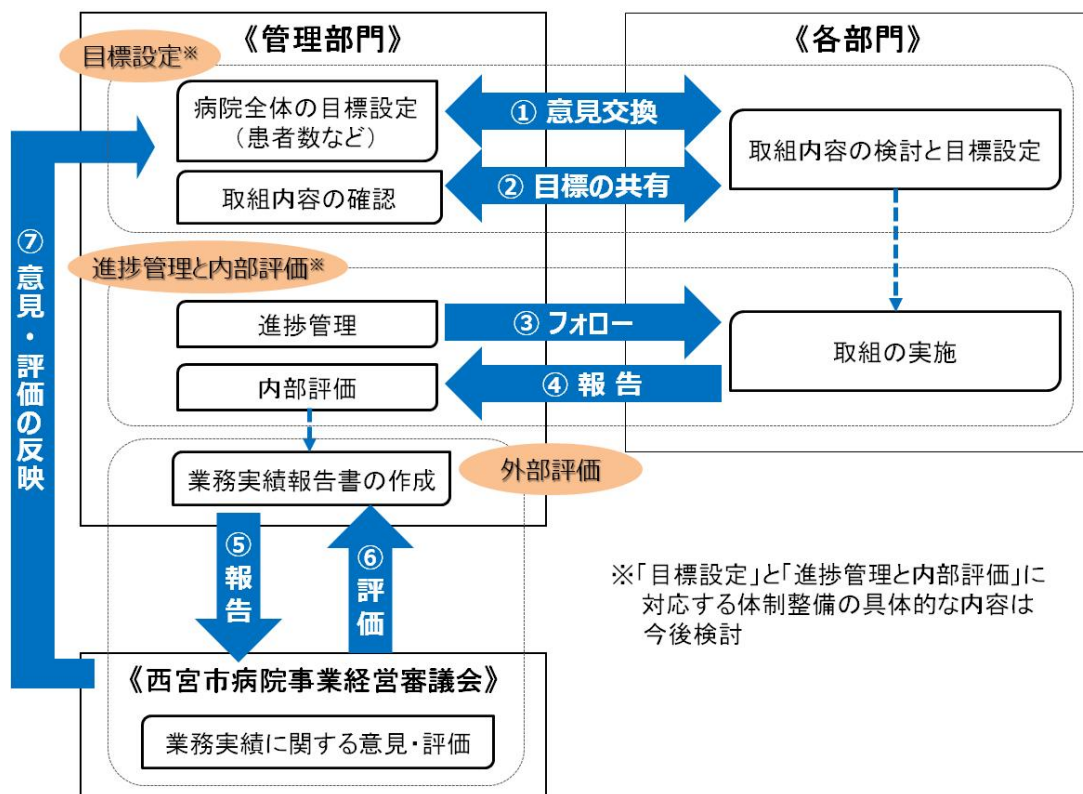 《管理部門》
《各部門》
目標設定※
病院全体の目標設定
（患者数など）
① 意見交換
取組内容の検討と目標設定
取組内容の確認
② 目標の共有
進捗管理と内部評価※
進捗管理
③ フォロー
取組の実施
内部評価
④ 報 告
業務実績報告書の作成
外部評価
⑤ 報告
⑥ 評価
⑦ 意見・評価の反映
※「目標設定」と「進捗管理と内部評価」に
対応する体制整備の具体的な内容は
今後検討
《西宮市病院事業経営審議会》
業務実績に関する意見・評価